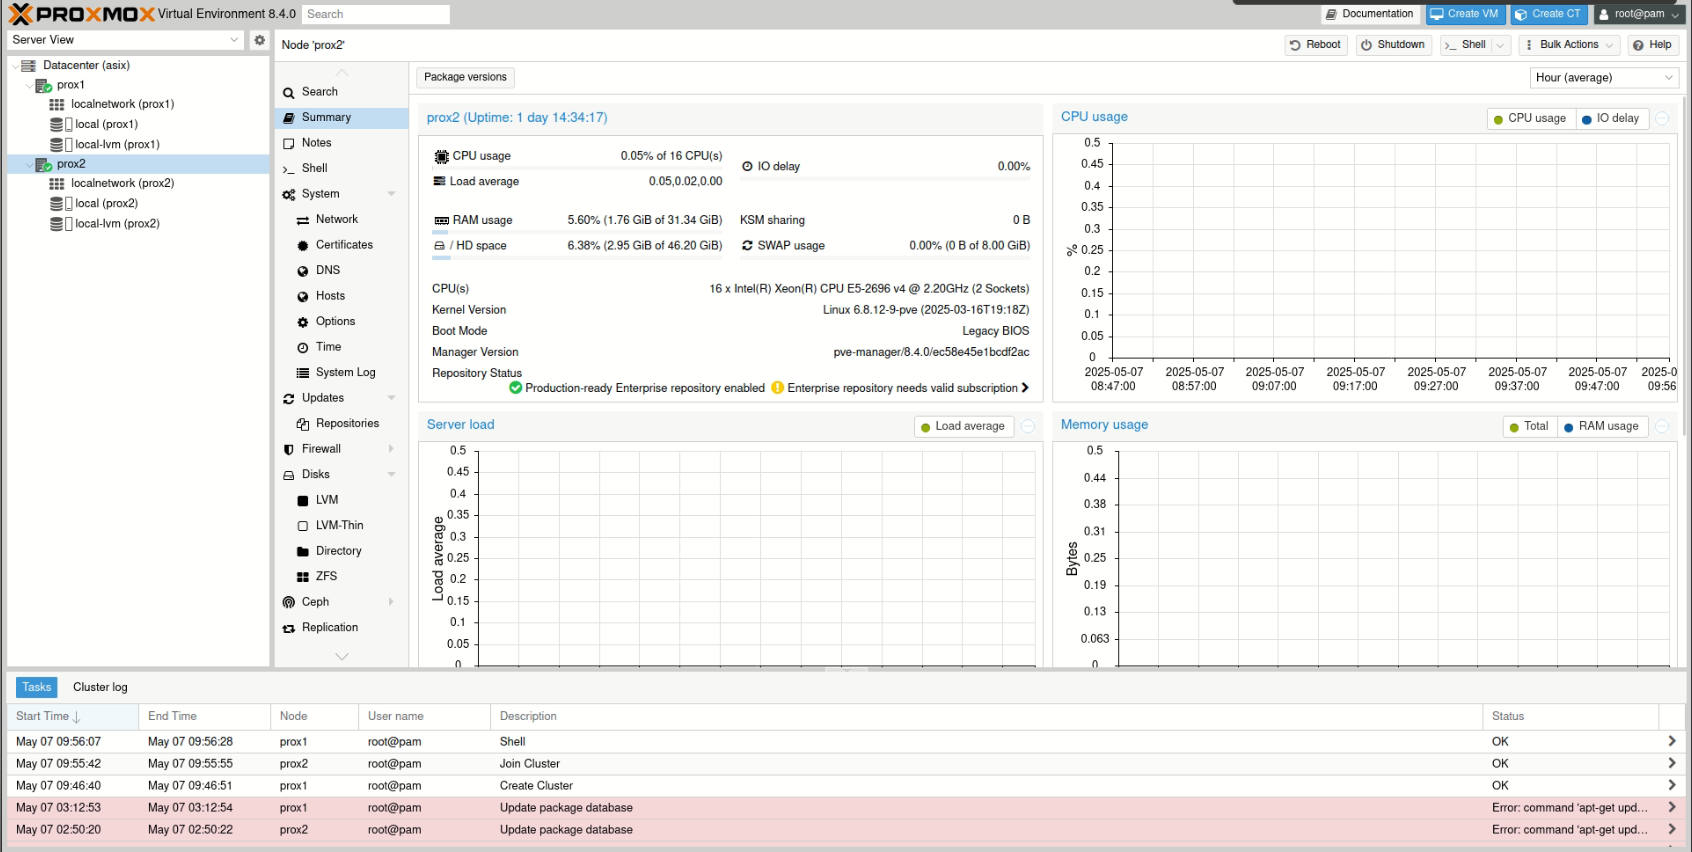 PROXMOX Virtual Environment 8.4.0 Search
Documentation Create VM Create CT root@pam
Server View
Node 'prox2'
Reboot Shutdown Shell Bulk Actions Help
Datacenter (asix)
prox1
localnetwork (prox1)
local (prox1)
local-lvm (prox1)
prox2
localnetwork (prox2)
local (prox2)
local-lvm (prox2)
Search
Summary
Notes
Shell
System
Network
Certificates
DNS
Hosts
Options
Time
System Log
Updates
Repositories
Firewall
Disks
LVM
LVM-Thin
Directory
ZFS
Ceph
Replication
Package versions
Hour (average)
prox2 (Uptime: 1 day 14:34:17)
CPU usage 0.05% of 16 CPU(s)
IO delay 0.00%
Load average 0.05,0.02,0.00
RAM usage 5.60% (1.76 GiB of 31.34 GiB)
KSM sharing 0 B
/ HD space 6.38% (2.95 GiB of 46.20 GiB)
SWAP usage 0.00% (0 B of 8.00 GiB)
CPU(s) 16 x Intel(R) Xeon(R) CPU E5-2696 v4 @ 2.20GHz (2 Sockets)
Kernel Version Linux 6.8.12-9-pve (2025-03-16T19:18Z)
Boot Mode Legacy BIOS
Manager Version pve-manager/8.4.0/ec58e45e1bcdf2ac
Repository Status
Production-ready Enterprise repository enabled Enterprise repository needs valid subscription
CPU usage
CPU usage IO delay
0.5
0.45
0.4
0.35
0.3
0.25
0.2
0.15
0.1
0.05
0
%
2025-05-07 2025-05-07 2025-05-07 2025-05-07 2025-05-07 2025-05-07 2025-05-07 2025-0
08:47:00 08:57:00 09:07:00 09:17:00 09:27:00 09:37:00 09:47:00 09:56
Server load
Load average
0.5
0.45
0.4
0.35
0.3
0.25
0.2
0.15
0.1
0.05
0
Load average
Memory usage
Total RAM usage
0.5
0.44
0.38
0.31
0.25
0.19
0.13
0.063
0
Bytes
Tasks Cluster log
Start Time End Time Node User name Description Status
May 07 09:56:07 May 07 09:56:28 prox1 root@pam Shell OK
May 07 09:55:42 May 07 09:55:55 prox2 root@pam Join Cluster OK
May 07 09:46:40 May 07 09:46:51 prox1 root@pam Create Cluster OK
May 07 03:12:53 May 07 03:12:54 prox1 root@pam Update package database Error: command 'apt-get upd...
May 07 02:50:20 May 07 02:50:22 prox2 root@pam Update package database Error: command 'apt-get upd...